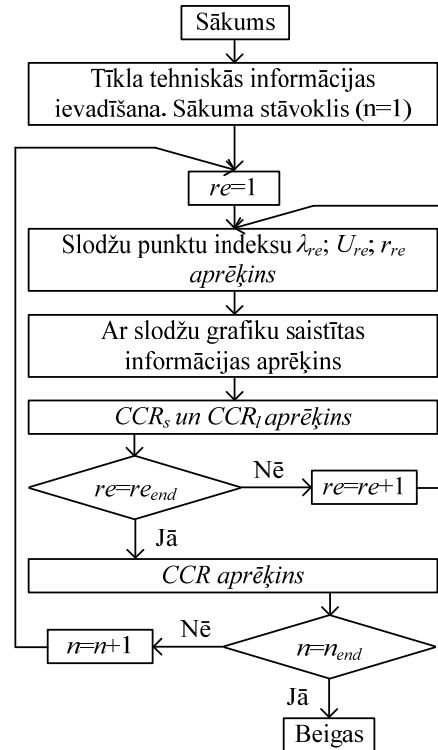 Sākums
Tīkla tehniskās informācijas
ievadīšana. Sākuma stāvoklis (n=1)
re=1
Slodžu punktu indeksu λre; Ure; rre
aprēķins
Ar slodžu grafiku saistītas
informācijas aprēķins
CCRs un CCRl aprēķins
re=reend
Nē
re=re+1
Jā
CCR aprēķins
n=n+1
Nē
n=nend
Jā
Beigas